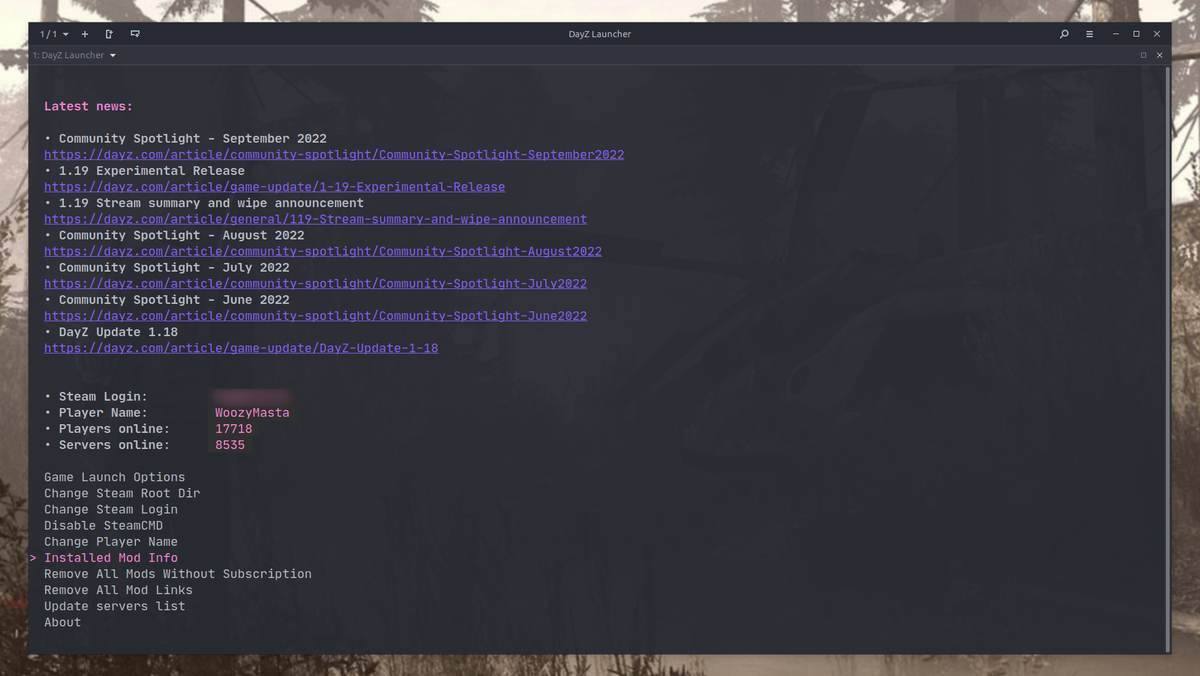 1 / 1
DayZ Launcher
1: DayZ Launcher
Latest news:
• Community Spotlight - September 2022
https://dayz.com/article/community-spotlight/Community-Spotlight-September2022
• 1.19 Experimental Release
https://dayz.com/article/game-update/1-19-Experimental-Release
• 1.19 Stream summary and wipe announcement
https://dayz.com/article/general/119-Stream-summary-and-wipe-announcement
• Community Spotlight - August 2022
https://dayz.com/article/community-spotlight/Community-Spotlight-August2022
• Community Spotlight - July 2022
https://dayz.com/article/community-spotlight/Community-Spotlight-July2022
• Community Spotlight - June 2022
https://dayz.com/article/community-spotlight/Community-Spotlight-June2022
• DayZ Update 1.18
https://dayz.com/article/game-update/DayZ-Update-1-18
• Steam Login:
• Player Name: WoozyMasta
• Players online: 17718
• Servers online: 8535
Game Launch Options
Change Steam Root Dir
Change Steam Login
Disable SteamCMD
Change Player Name
> Installed Mod Info
Remove All Mods Without Subscription
Remove All Mod Links
Update servers list
About